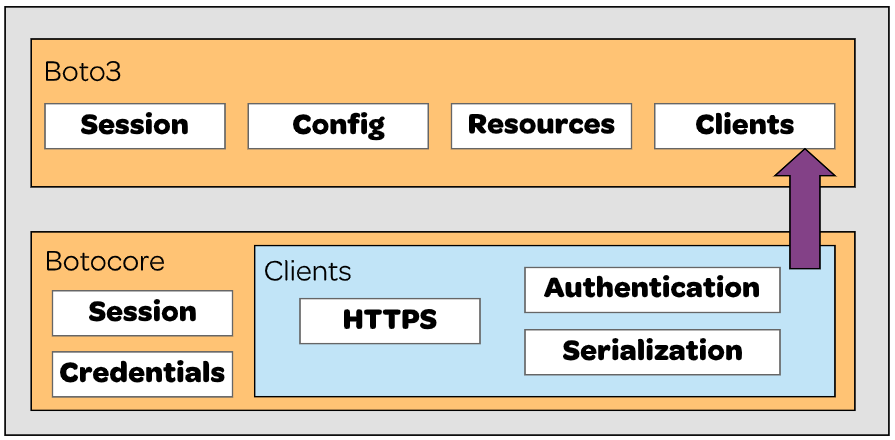 Boto3
Session
Config
Resources
Clients
Botocore
Session
Credentials
Clients
HTTPS
Authentication
Serialization